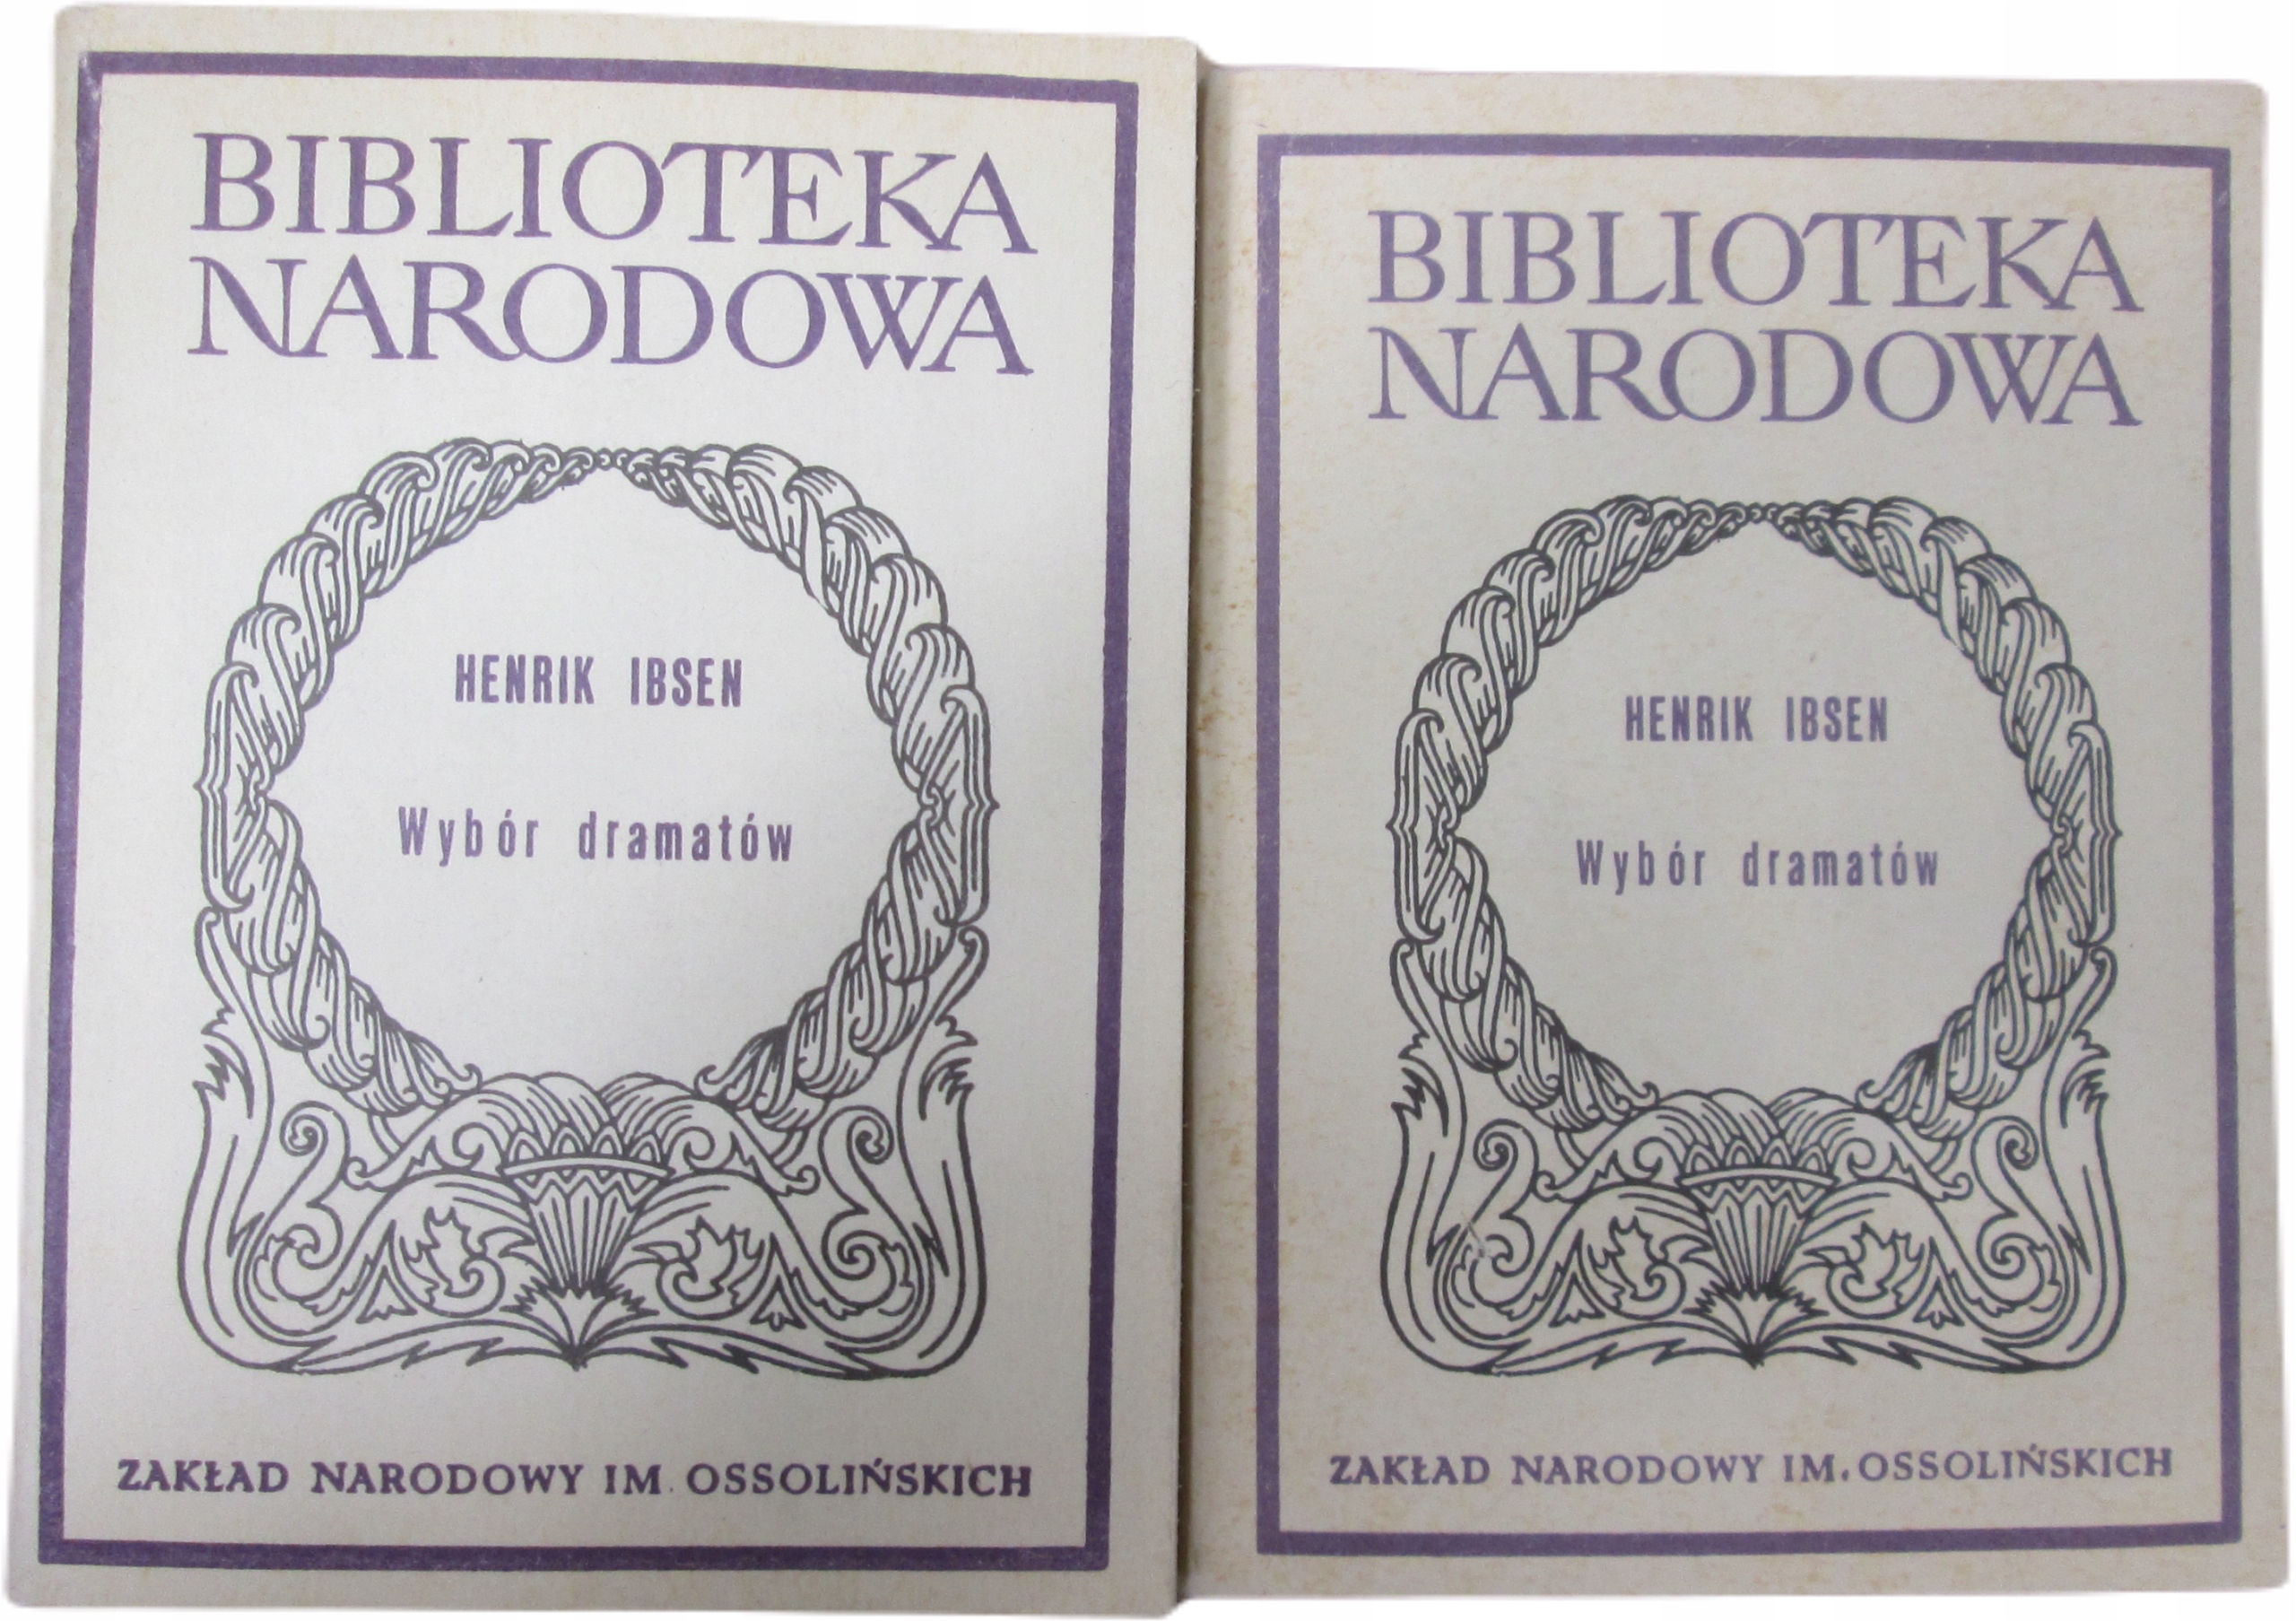 BIBLIOTEKA
NARODOWA
HENRIK IBSEN
Wybór dramatów
ZAKŁAD NARODOWY IM. OSSOLIŃSKICH
BIBLIOTEKA
NARODOWA
HENRIK IBSEN
Wybór dramatów
ZAKŁAD NARODOWY IM. OSSOLIŃSKICH